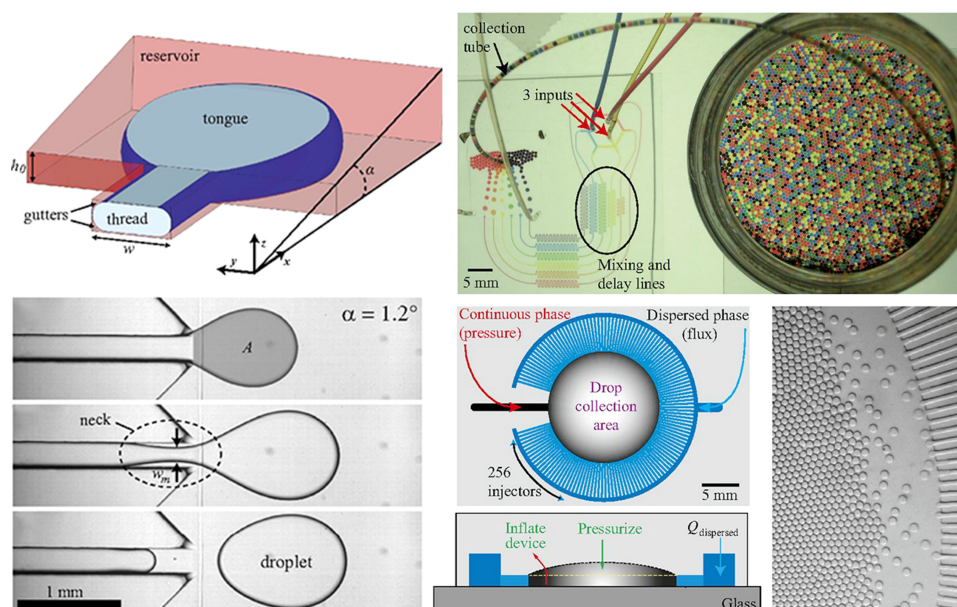 reservoir
tongue
h0
α
gutters
thread
w
z
y
x
collection
tube
3 inputs
5 mm
Mixing and
delay lines
α = 1.2°
A
neck
wm
droplet
1 mm
Continuous phase
(pressure)
Dispersed phase
(flux)
Drop
collection
area
256
injectors
5 mm
Inflate
device
Pressurize
Qdispersed
Glass